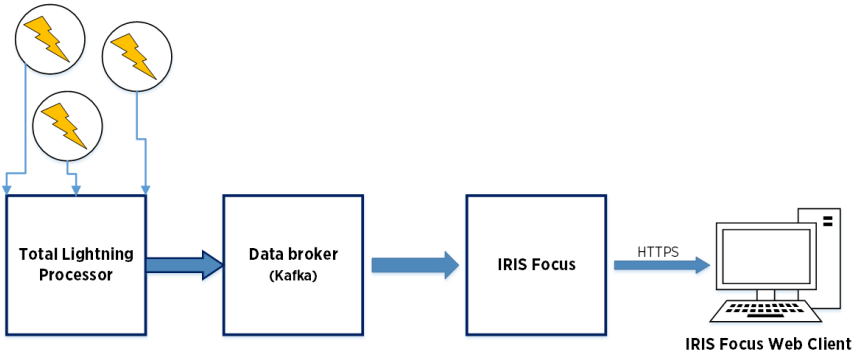 Total Lightning
Processor
Data broker
(Kafka)
IRIS Focus
HTTPS
IRIS Focus Web Client